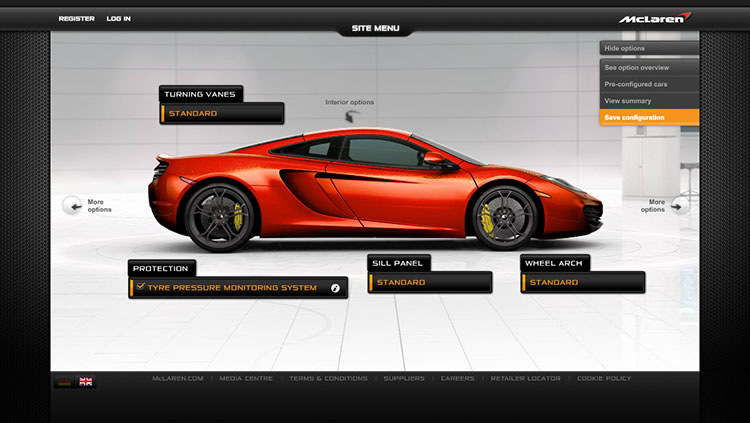 REGISTER LOG IN
SITE MENU
McLaren
Hide options
See option overview
Pre-configured cars
View summary
Save configuration
TURNING VANES
STANDARD
Interior options
More
options
More
options
PROTECTION
TYRE PRESSURE MONITORING SYSTEM
SILL PANEL
STANDARD
WHEEL ARCH
STANDARD
McLAREN.COM | MEDIA CENTRE | TERMS & CONDITIONS | SUPPLIERS | CAREERS | RETAILER LOCATOR | COOKIE POLICY